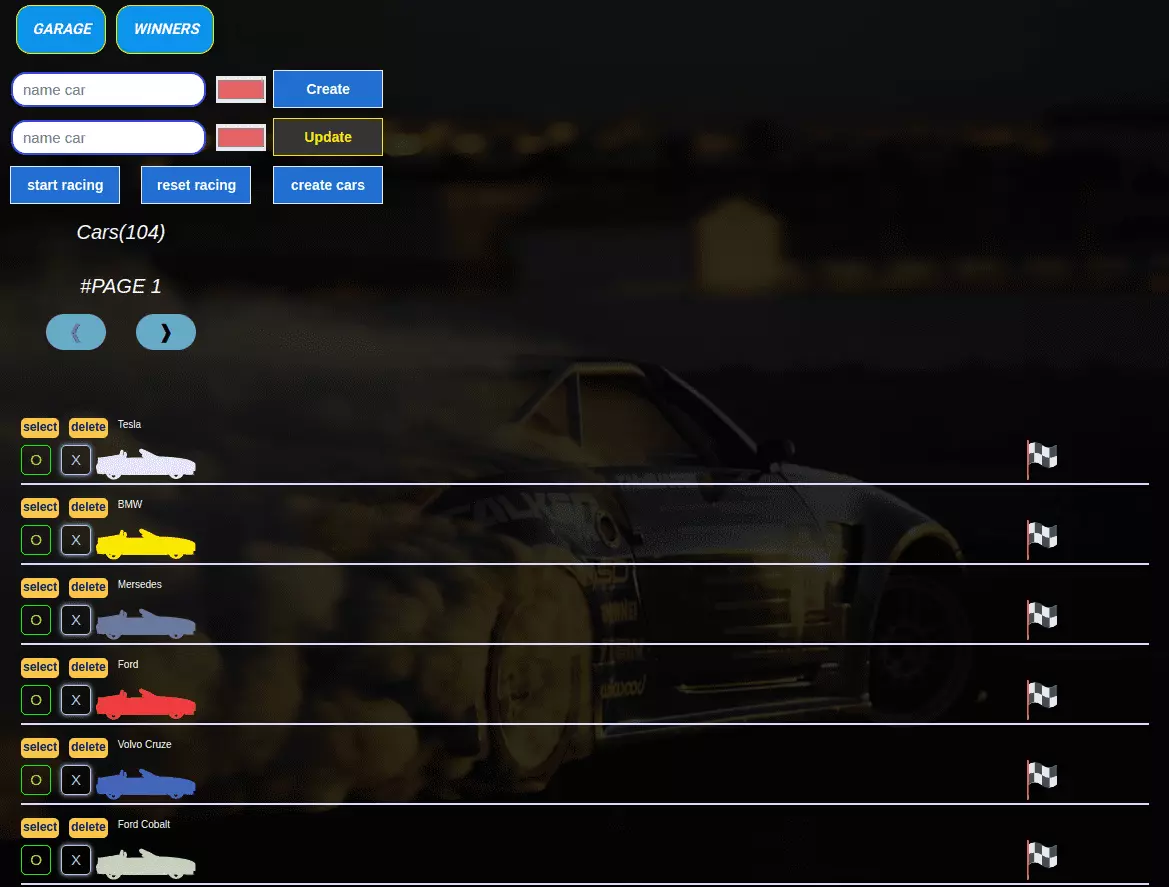 GARAGE WINNERS
name car Create
name car Update
start racing reset racing create cars
Cars(104)
#PAGE 1
❰ ❱
select delete Tesla
O X
select delete BMW
O X
select delete Mersedes
O X
select delete Ford
O X
select delete Volvo Cruze
O X
select delete Ford Cobalt
O X